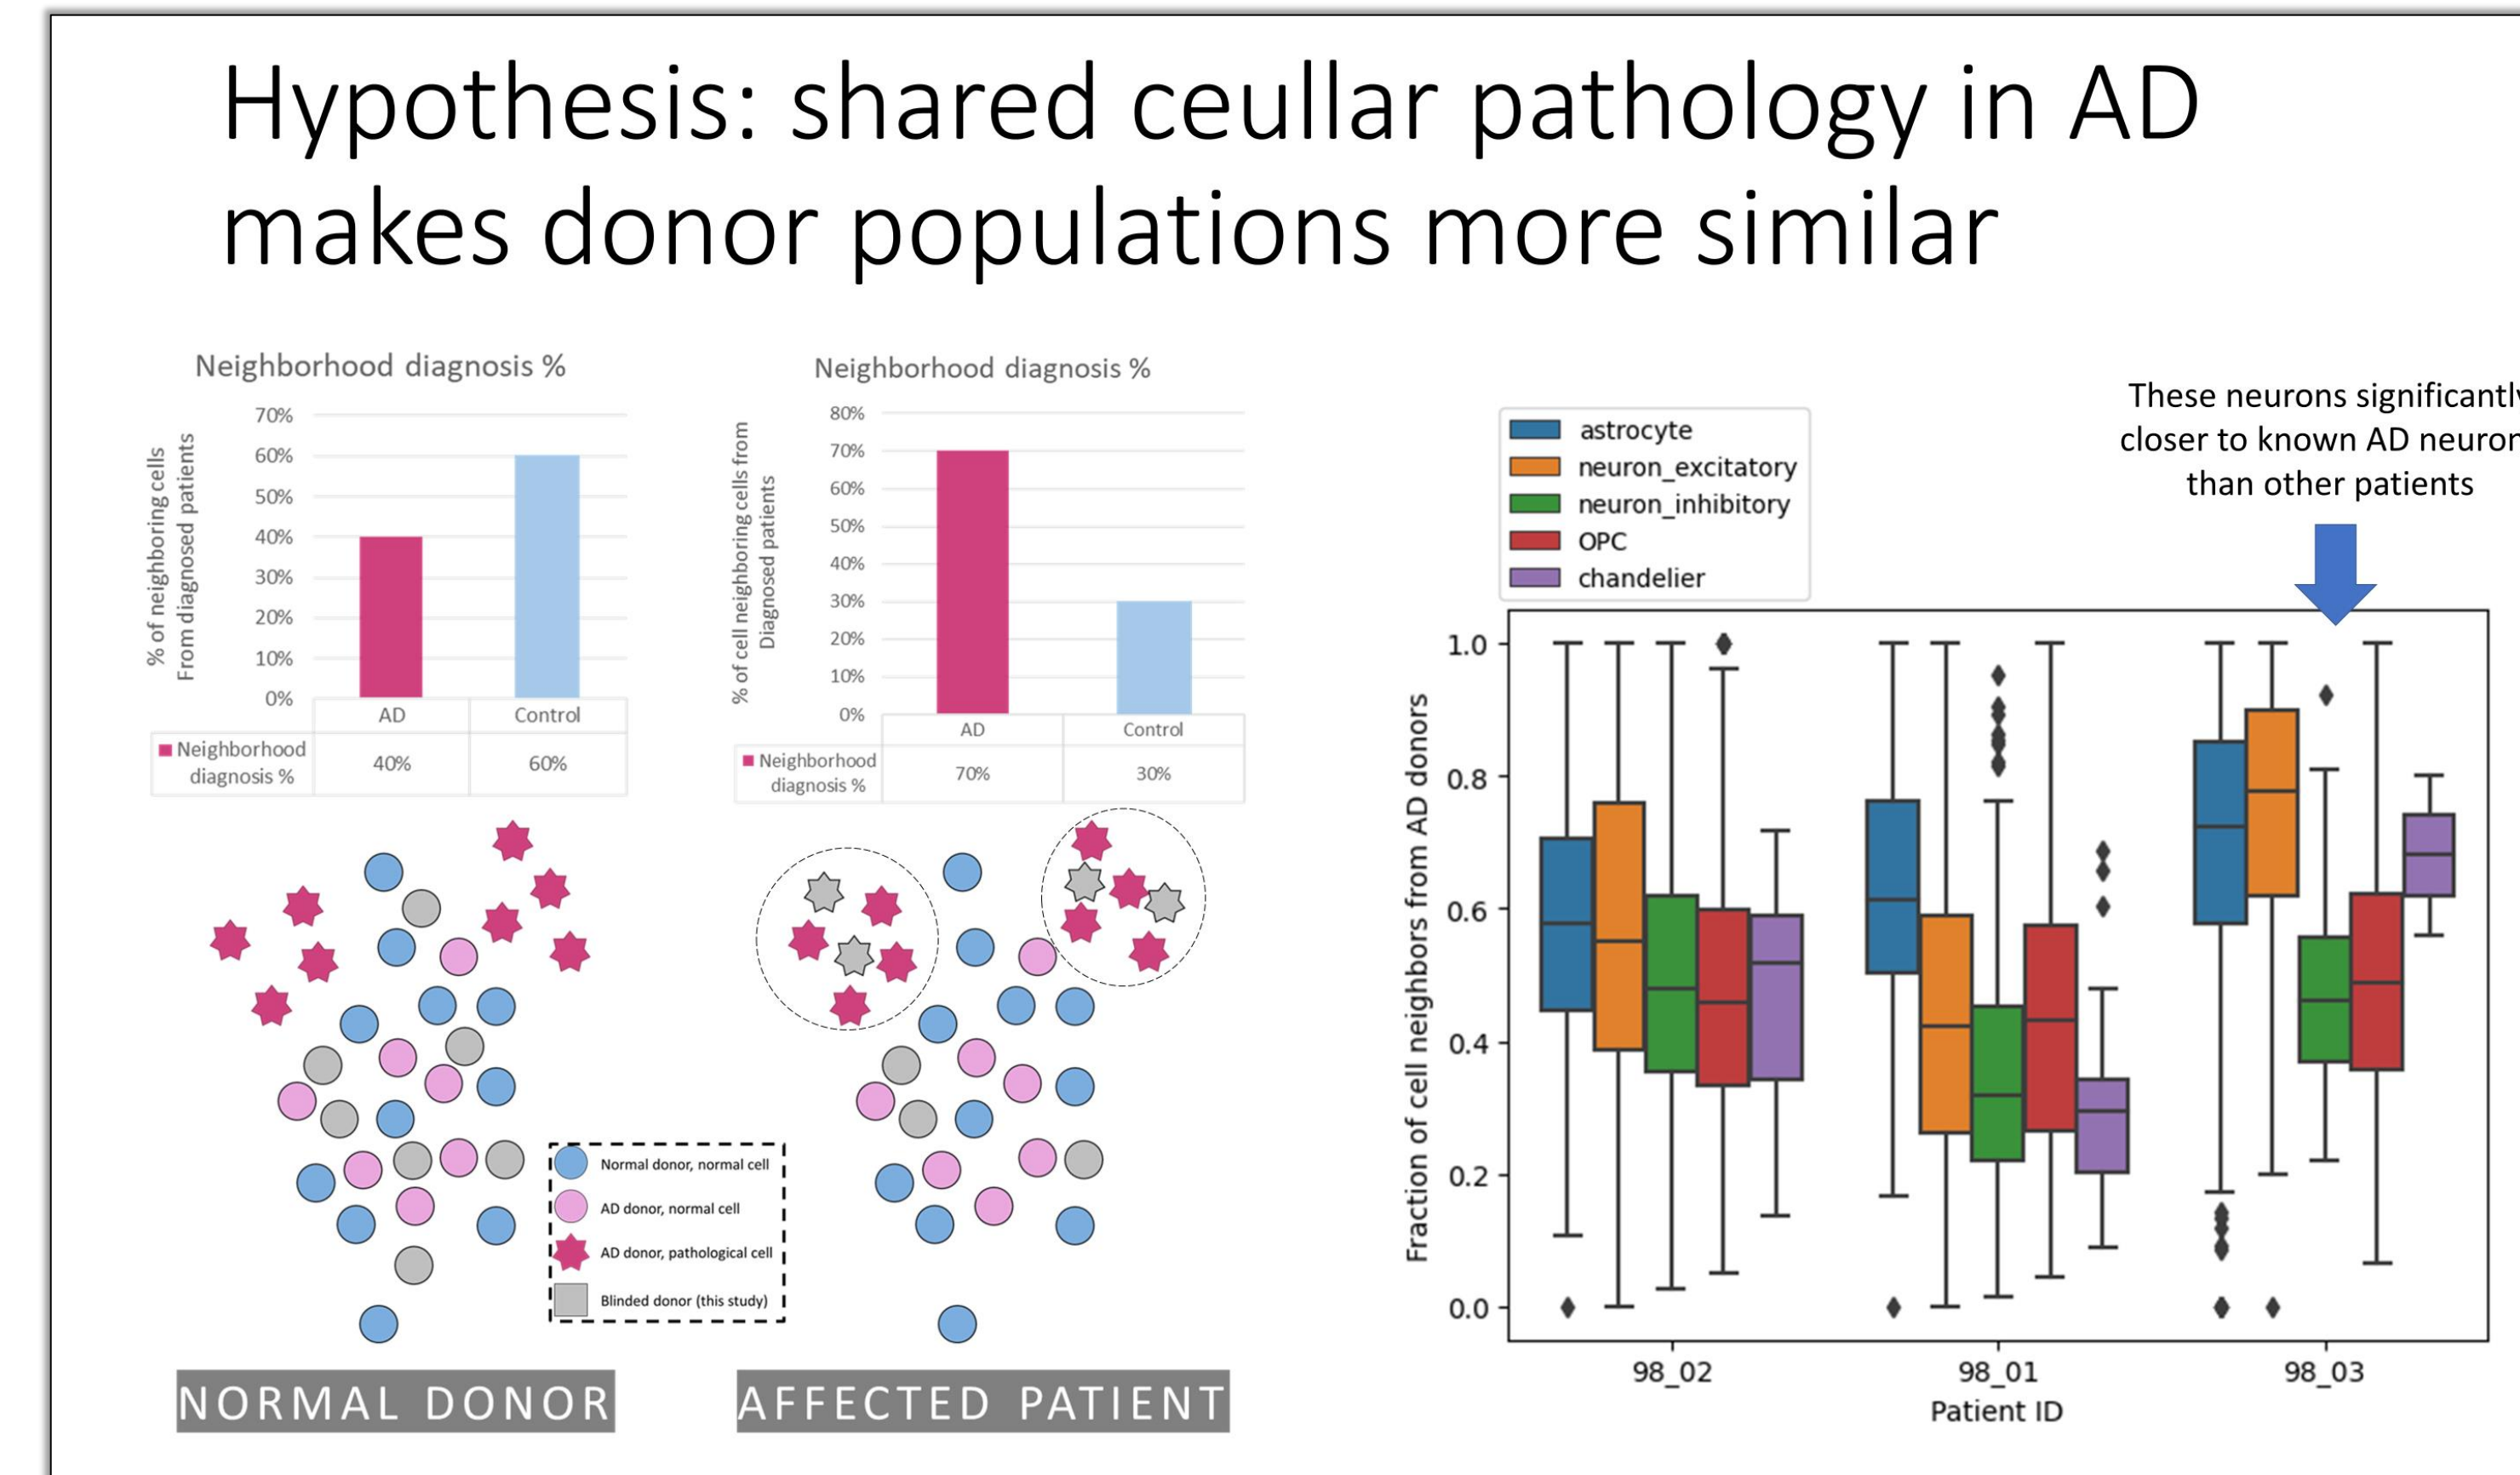 Hypothesis: shared ceullar pathology in AD
makes donor populations more similar
Neighborhood diagnosis %
% of neighboring cells
From diagnosed patients
70%
60%
50%
40%
30%
20%
10%
0%
AD Control
Neighborhood
diagnosis %
40% 60%
Neighborhood diagnosis %
% of cell neighboring cells from
Diagnosed patients
80%
70%
60%
50%
40%
30%
20%
10%
0%
AD Control
Neighborhood
diagnosis %
70% 30%
Normal donor, normal cell
AD donor, normal cell
AD donor, pathological cell
Blinded donor (this study)
NORMAL DONOR
AFFECTED PATIENT
These neurons significantly
closer to known AD neuron
than other patients
astrocyte
neuron_excitatory
neuron_inhibitory
OPC
chandelier
Fraction of cell neighbors from AD donors
1.0
0.8
0.6
0.4
0.2
0.0
98_02 98_01 98_03
Patient ID